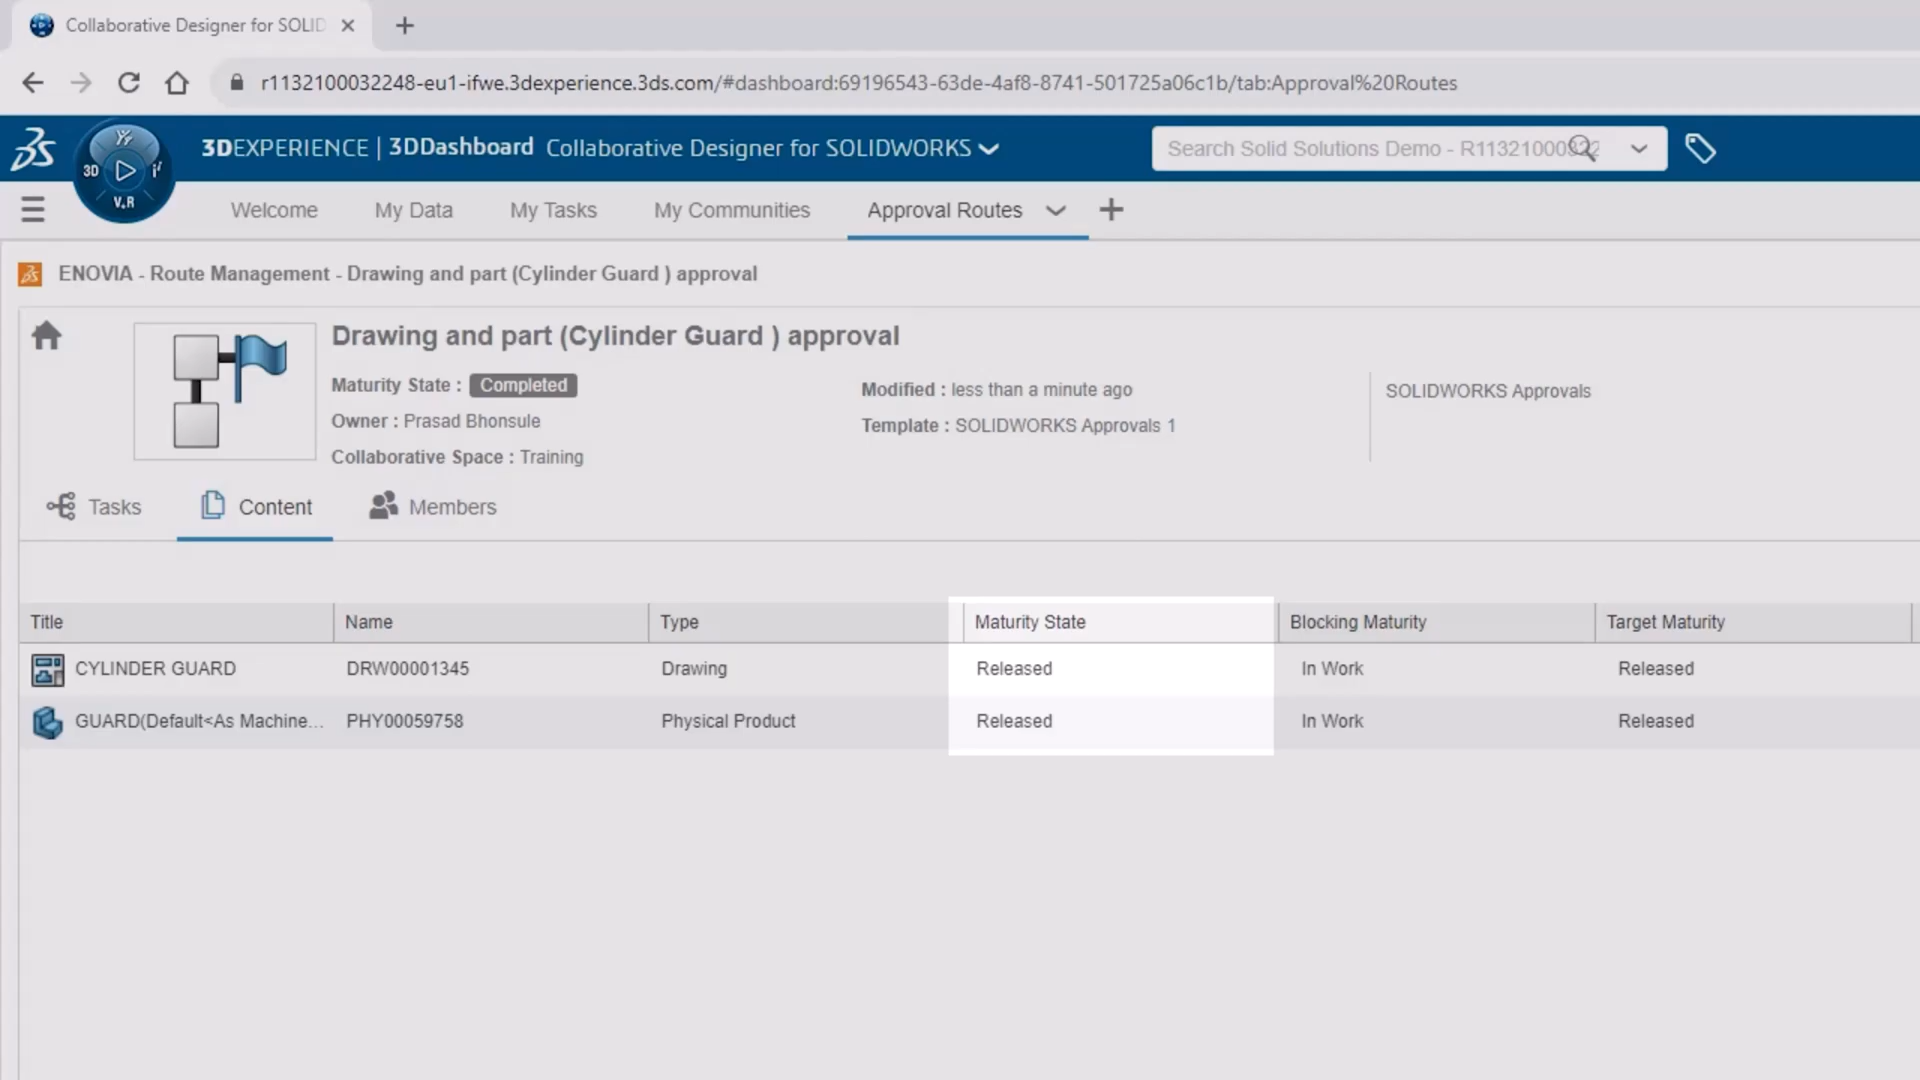 Collaborative Designer for SOLID
r1132100032248-eu1-ifwe.3dexperience.3ds.com/#dashboard:69196543-63de-4af8-8741-501725a06c1b/tab:Approval%20Routes
3DEXPERIENCE | 3DDashboard Collaborative Designer for SOLIDWORKS
Search Solid Solutions Demo - R11321000
3D
V.R
Welcome My Data My Tasks My Communities Approval Routes
ENOVIA - Route Management - Drawing and part (Cylinder Guard ) approval
Drawing and part (Cylinder Guard ) approval
Maturity State : Completed
Modified : less than a minute ago
SOLIDWORKS Approvals
Owner : Prasad Bhonsule
Template : SOLIDWORKS Approvals 1
Collaborative Space : Training
Tasks Content Members
Title Name Type Maturity State Blocking Maturity Target Maturity
CYLINDER GUARD DRW00001345 Drawing Released In Work Released
GUARD(Default<As Machine... PHY00059758 Physical Product Released In Work Released